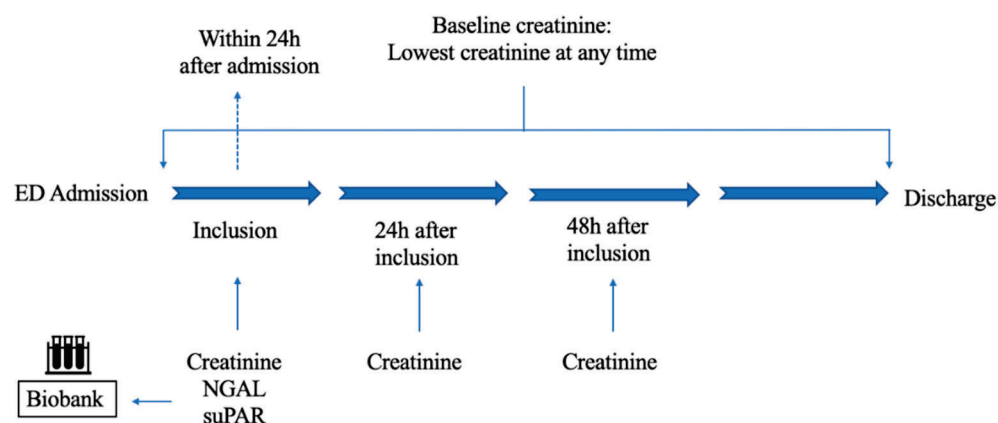 Within 24h
after admission
Baseline creatinine:
Lowest creatinine at any time
ED Admission
Discharge
Inclusion
24h after
inclusion
48h after
inclusion
Creatinine
NGAL
suPAR
Creatinine
Creatinine
Biobank